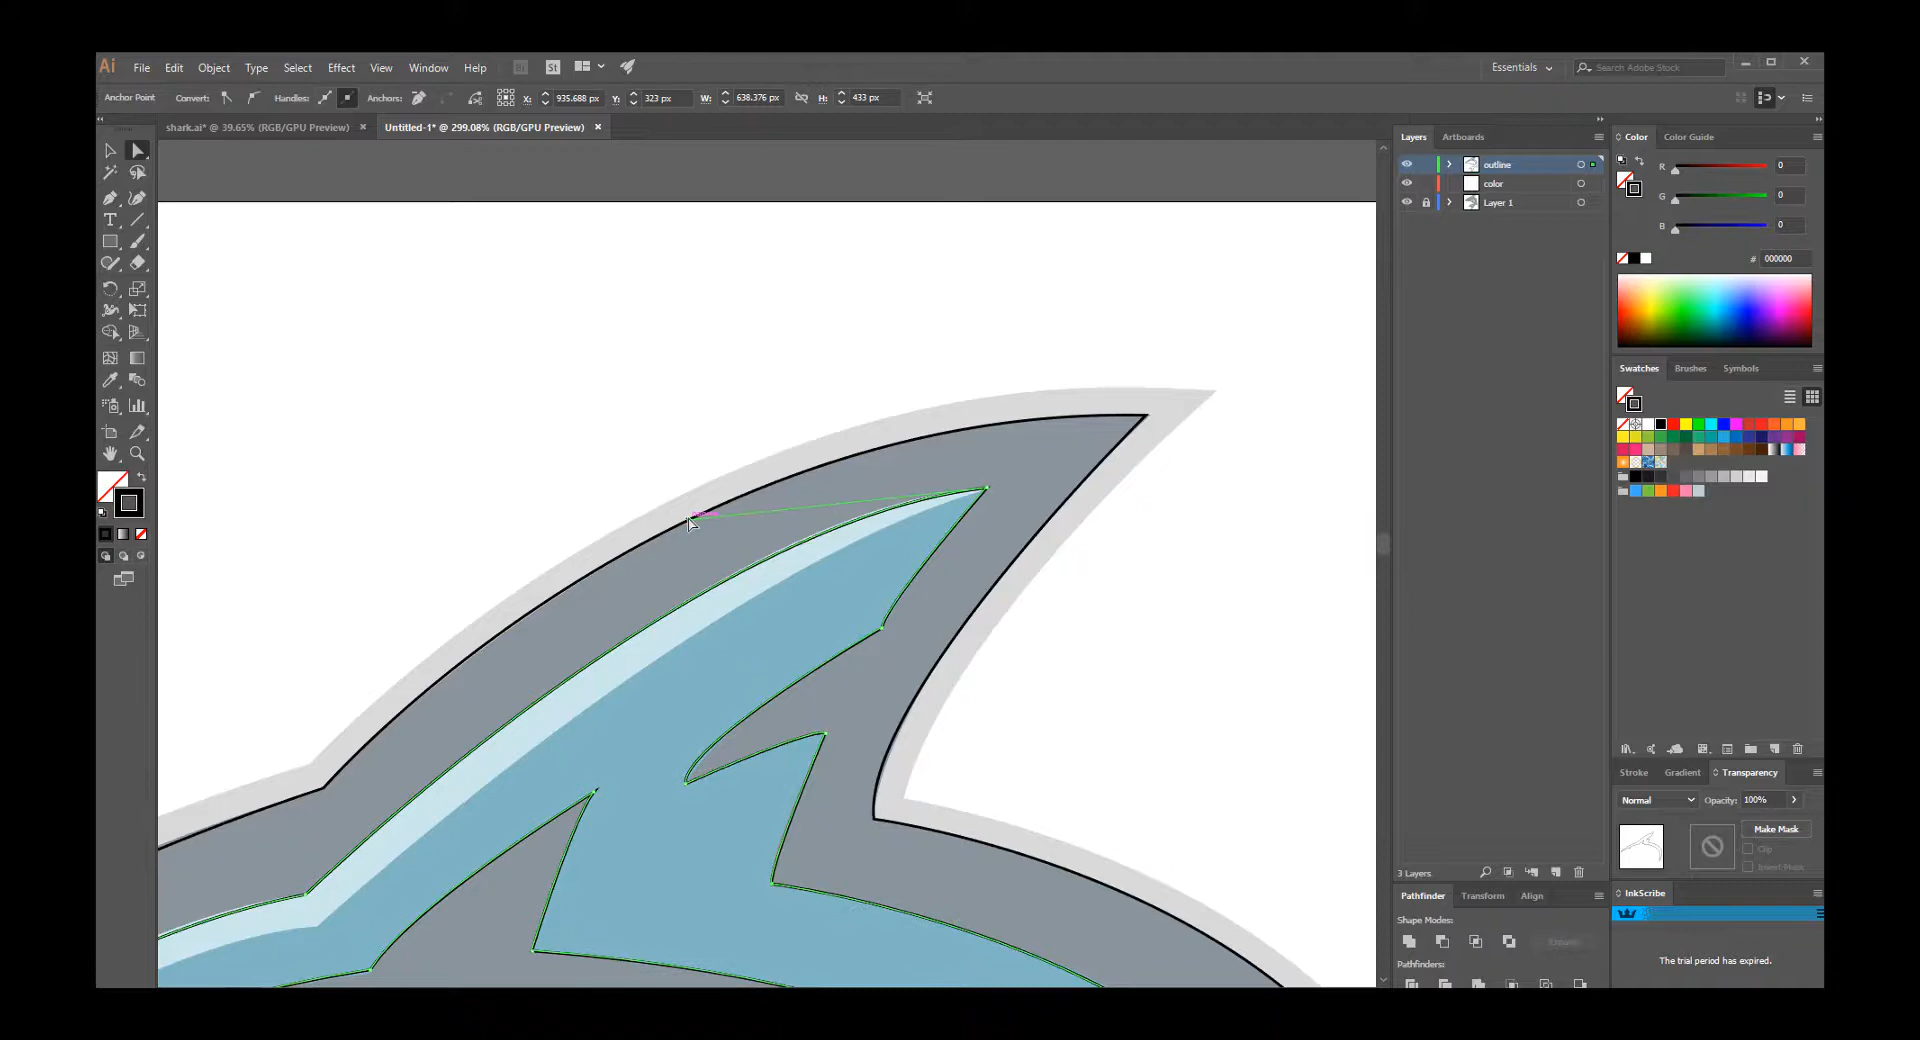 Ai File Edit Object Type Select Effect View Window Help Br St Essentials Search Adobe Stock
Anchor Point Convert: Handles: Anchors: X: 935.688 px Y: 323 px W: 638.376 px H: 433 px
shark.ai* @ 39.65% (RGB/GPU Preview) × Untitled-1* @ 299.08% (RGB/GPU Preview) ×
Layers Artboards
outline
color
Layer 1
3 Layers
Pathfinder Transform Align
Shape Modes:
Pathfinders:
Color Color Guide
R 0
G 0
B 0
# 000000
Swatches Brushes Symbols
Stroke Gradient Transparency
Normal Opacity: 100%
Make Mask
Clip
Invert Mask
InkScribe
The trial period has expired.